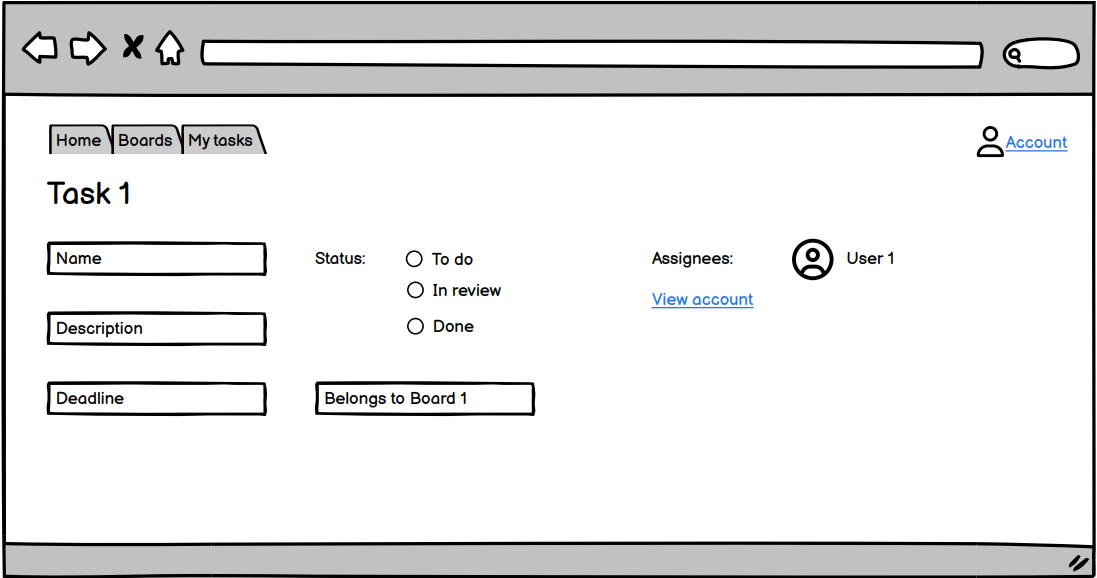 Home Boards My tasks
Account
Task 1
Name
Status:
To do
Assignees:
User 1
In review
View account
Description
Done
Deadline
Belongs to Board 1